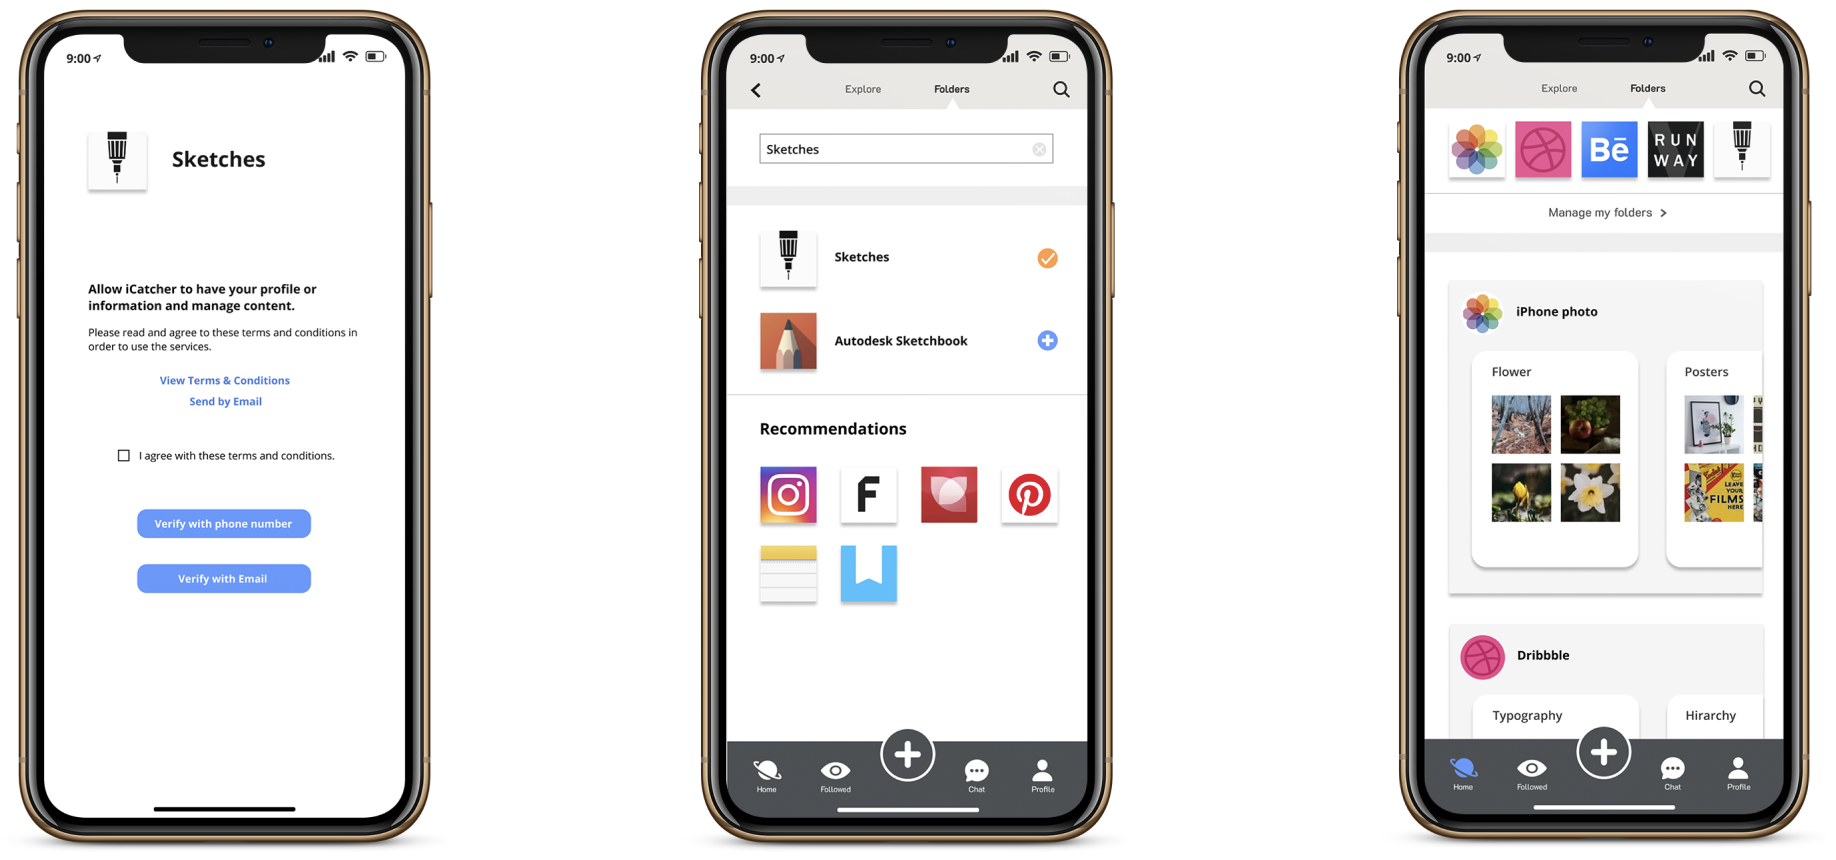 9:00
Sketches
Allow iCatcher to have your profile or
information and manage content.
Please read and agree to these terms and conditions in
order to use the services.
View Terms & Conditions
Send by Email
I agree with these terms and conditions.
Verify with phone number
Verify with Email
9:00
Explore
Folders
Sketches
Sketches
Autodesk Sketchbook
Recommendations
F
Home
Followed
Chat
Profile
9:00
Explore
Folders
Bē
RUN
WAY
Manage my folders
iPhone photo
Flower
Posters
LEAVE
YOUR
FILMS
HERE
Dribbble
Typography
Hirarchy
Home
Followed
Chat
Profile